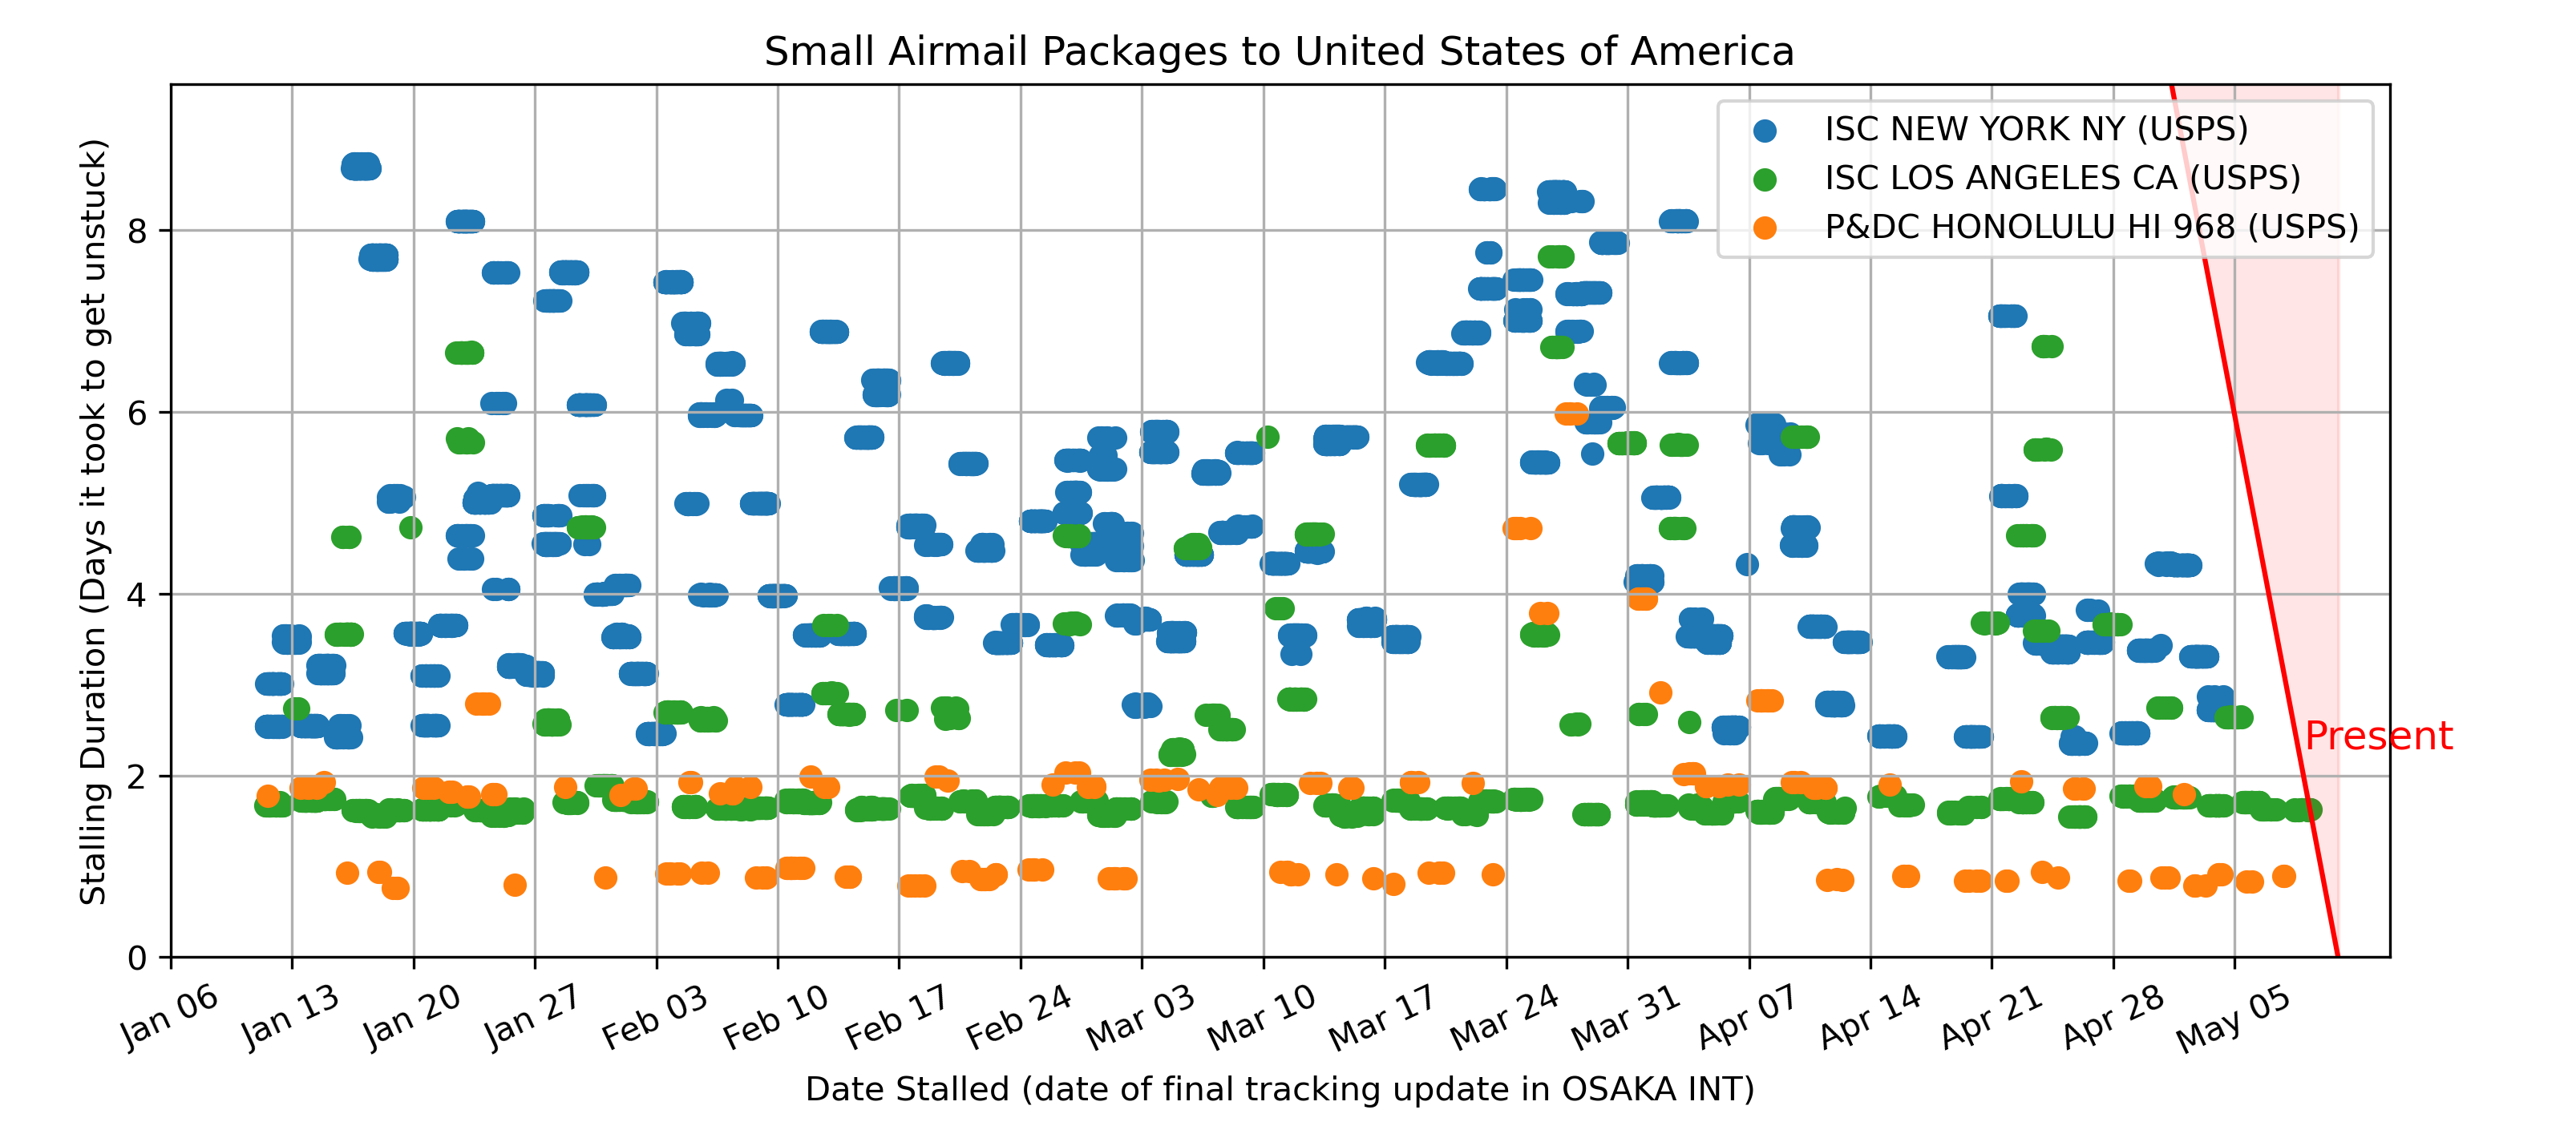 Small Airmail Packages to United States of America
Stalling Duration (Days it took to get unstuck)
8
6
4
2
0
ISC NEW YORK NY (USPS)
ISC LOS ANGELES CA (USPS)
P&DC HONOLULU HI 968 (USPS)
Present
Jan 06
Jan 13
Jan 20
Jan 27
Feb 03
Feb 10
Feb 17
Feb 24
Mar 03
Mar 10
Mar 17
Mar 24
Mar 31
Apr 07
Apr 14
Apr 21
Apr 28
May 05
Date Stalled (date of final tracking update in OSAKA INT)